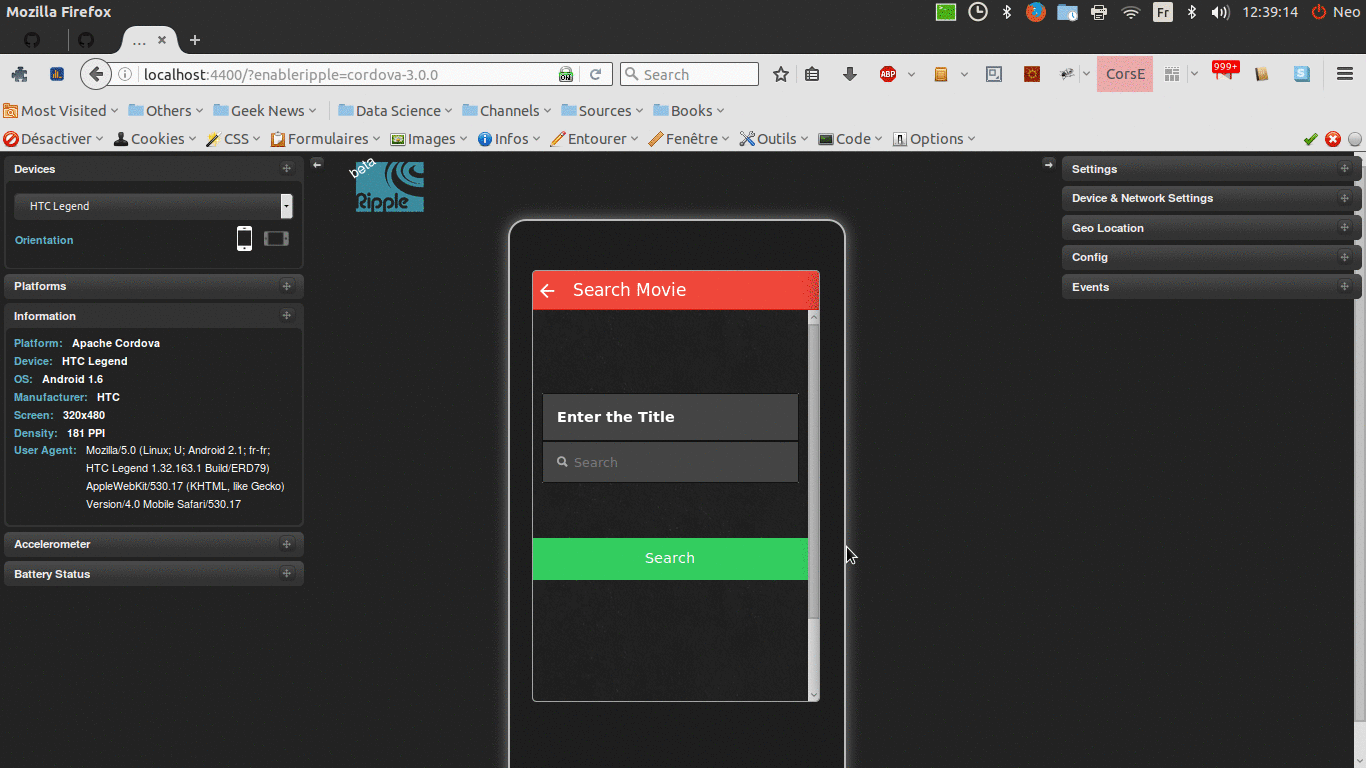 Mozilla Firefox
Fr
12:39:14
Neo
...
localhost:4400/?enableripple=cordova-3.0.0
ON
Search
ABP
CorsE
999+
S
Most Visited
Others
Geek News
Data Science
Channels
Sources
Books
Désactiver
Cookies
CSS
Formulaires
Images
Infos
Entourer
Fenêtre
Outils
Code
Options
Devices
HTC Legend
Orientation
Platforms
Information
Platform: Apache Cordova
Device: HTC Legend
OS: Android 1.6
Manufacturer: HTC
Screen: 320x480
Density: 181 PPI
User Agent: Mozilla/5.0 (Linux; U; Android 2.1; fr-fr;
HTC Legend 1.32.163.1 Build/ERD79)
AppleWebKit/530.17 (KHTML, like Gecko)
Version/4.0 Mobile Safari/530.17
Accelerometer
Battery Status
beta
Ripple
Search Movie
Enter the Title
Search
Search
Settings
Device & Network Settings
Geo Location
Config
Events